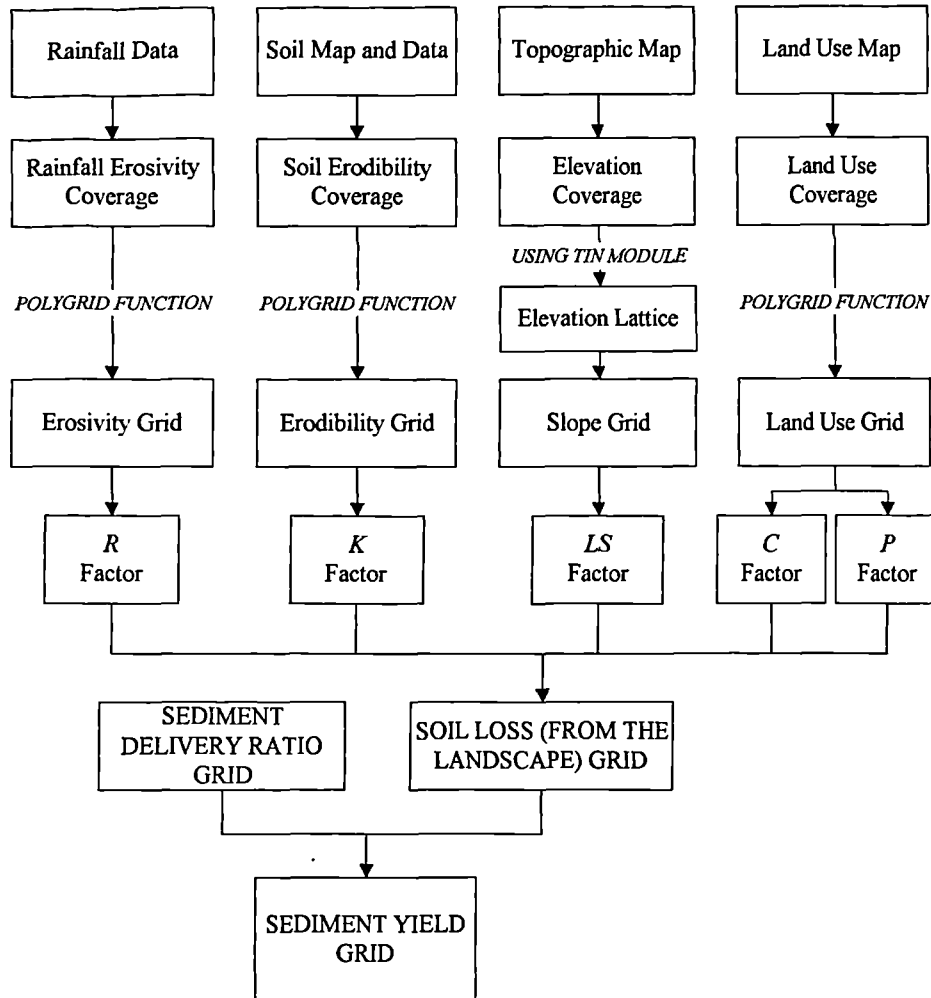 Rainfall Data
Soil Map and Data
Topographic Map
Land Use Map
Rainfall Erosivity
Coverage
Soil Erodibility
Coverage
Elevation
Coverage
Land Use
Coverage
USING TIN MODULE
POLYGRID FUNCTION
POLYGRID FUNCTION
Elevation Lattice
POLYGRID FUNCTION
Erosivity Grid
Erodibility Grid
Slope Grid
Land Use Grid
R
Factor
K
Factor
LS
Factor
C
Factor
P
Factor
SEDIMENT
DELIVERY RATIO
GRID
SOIL LOSS (FROM THE
LANDSCAPE) GRID
SEDIMENT YIELD
GRID